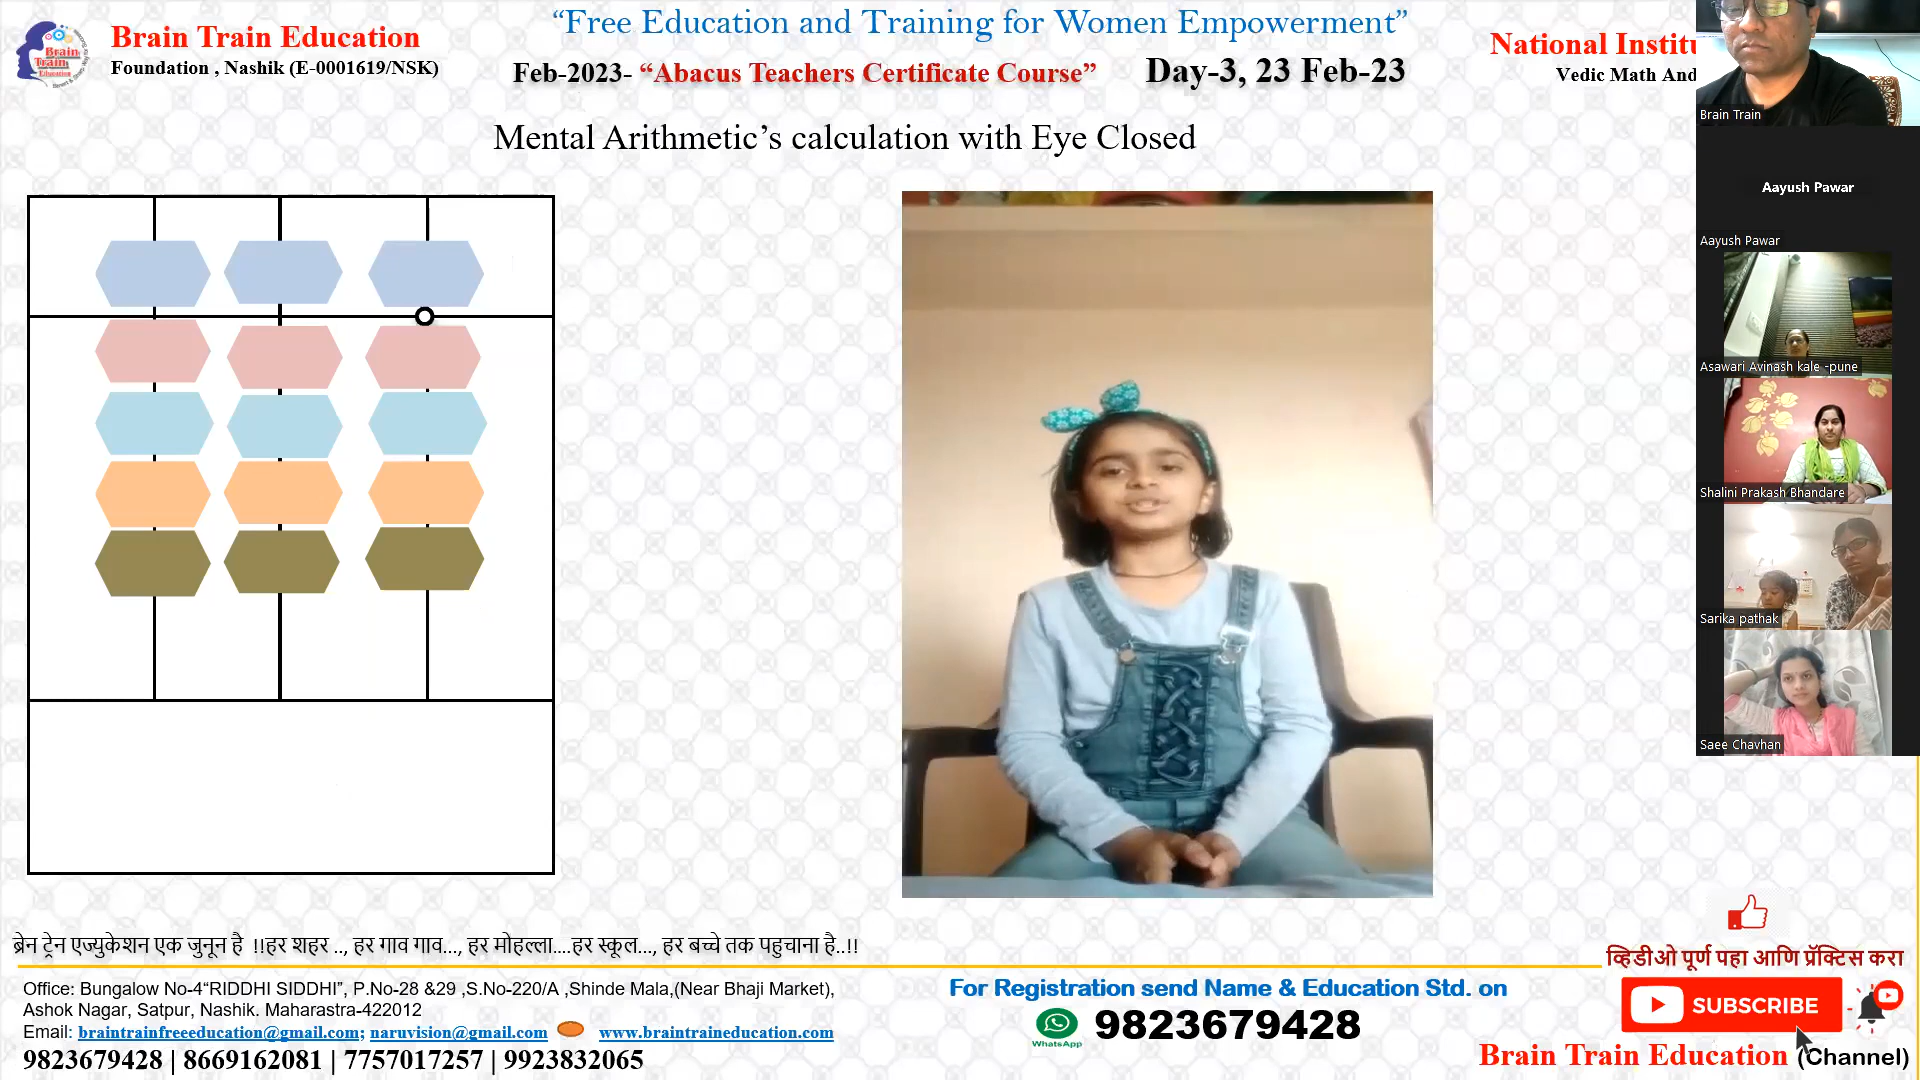 “Free Education and Training for Women Empowerment”
Brain Train Education
Foundation , Nashik (E-0001619/NSK)
Feb-2023- “Abacus Teachers Certificate Course” Day-3, 23 Feb-23
National Institu
Vedic Math And
Mental Arithmetic’s calculation with Eye Closed
Brain
Train
Education
Brain Train
Aayush Pawar
Aayush Pawar
Asawari Avinash kale -pune
Shalini Prakash Bhandare
Sarika pathak
Saee Chavhan
ब्रेन ट्रेन एज्युकेशन एक जुनून है !!हर शहर .., हर गाव गाव..., हर मोहल्ला....हर स्कूल..., हर बच्चे तक पहुचाना है..!!
व्हिडीओ पूर्ण पहा आणि प्रॅक्टिस करा
Office: Bungalow No-4“RIDDHI SIDDHI”, P.No-28 &29 ,S.No-220/A ,Shinde Mala,(Near Bhaji Market),
Ashok Nagar, Satpur, Nashik. Maharastra-422012
Email: braintrainfreeeducation@gmail.com; naruvision@gmail.com www.braintraineducation.com
9823679428 | 8669162081 | 7757017257 | 9923832065
For Registration send Name & Education Std. on
WhatsApp
9823679428
SUBSCRIBE
Brain Train Education (Channel)